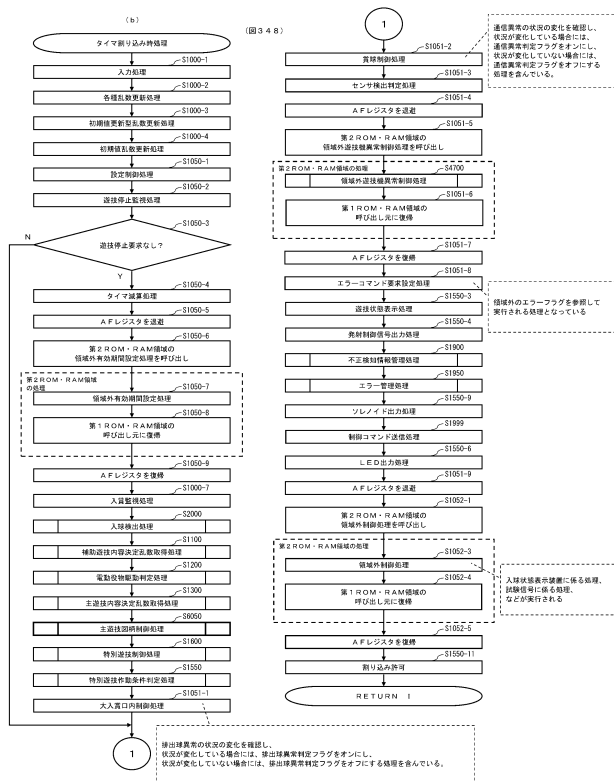 (b)
(図348)
タイマ割り込み時処理
S1000-1
入力処理
S1000-2
各種乱数更新処理
S1000-3
初期値更新型乱数更新処理
S1000-4
初期値乱数更新処理
S1050-1
設定制御処理
S1050-2
遊技停止監視処理
S1050-3
遊技停止要求なし?
N
Y
S1050-4
タイマ減算処理
S1050-5
AFレジスタを退避
S1050-6
第2ROM・RAM領域の
領域外有効期間設定処理を呼び出し
第2ROM・RAM領域
の処理
S1050-7
領域外有効期間設定処理
S1050-8
第1ROM・RAM領域の
呼び出し元に復帰
S1050-9
AFレジスタを復帰
S1000-7
入賞監視処理
S2000
入球検出処理
S1100
補助遊技内容決定乱数取得処理
S1200
電動役物駆動判定処理
S1300
主遊技内容決定乱数取得処理
S6050
主遊技図柄制御処理
S1600
特別遊技制御処理
S1550
特別遊技作動条件判定処理
S1051-1
大入賞口内制御処理
1
排出球異常の状況の変化を確認し、
状況が変化している場合には、排出球異常判定フラグをオンにし、
状況が変化していない場合には、排出球異常判定フラグをオフにする処理を含んでいる。
1
S1051-2
賞球制御処理
通信異常の状況の変化を確認し、
状況が変化している場合には、
通信異常判定フラグをオンにし、
状況が変化していない場合には、
通信異常判定フラグをオフにする
処理を含んでいる。
S1051-3
センサ検出判定処理
S1051-4
AFレジスタを退避
S1051-5
第2ROM・RAM領域の
領域外遊技機異常制御処理を呼び出し
第2ROM・RAM領域の処理
S4700
領域外遊技機異常制御処理
S1051-6
第1ROM・RAM領域の
呼び出し元に復帰
S1051-7
AFレジスタを復帰
S1051-8
エラーコマンド要求設定処理
領域外のエラーフラグを参照して
実行される処理となっている
S1550-3
遊技状態表示処理
S1550-4
発射制御信号出力処理
S1900
不正検知情報管理処理
S1950
エラー管理処理
S1550-9
ソレノイド出力処理
S1999
制御コマンド送信処理
S1550-6
LED出力処理
S1051-9
AFレジスタを退避
S1052-1
第2ROM・RAM領域の
領域外制御処理を呼び出し
第2ROM・RAM領域の処理
S1052-3
領域外制御処理
入球状態表示装置に係る処理、
試験信号に係る処理、
などが実行される
S1052-4
第1ROM・RAM領域の
呼び出し元に復帰
S1052-5
AFレジスタを復帰
S1550-11
割り込み許可
RETURN I